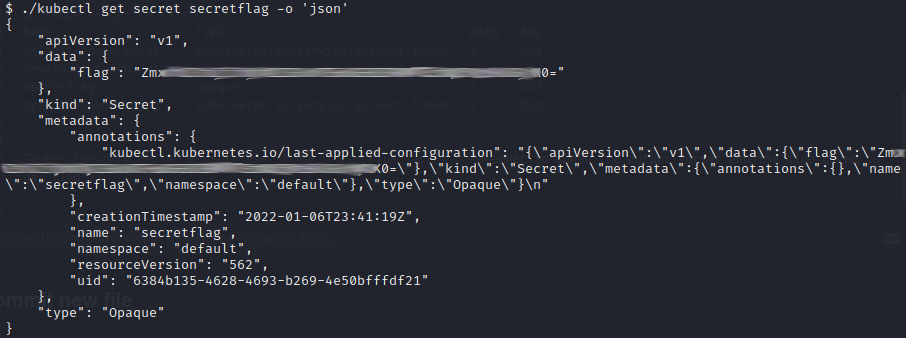 $ ./kubectl get secret secretflag -o 'json'
{
    "apiVersion": "v1",
    "data": {
        "flag": "Zm X0="
    },
    "kind": "Secret",
    "metadata": {
        "annotations": {
            "kubectl.kubernetes.io/last-applied-configuration": "{\"apiVersion\":\"v1\",\"data\":{\"flag\":\"Zm
X0=\"},\"kind\":\"Secret\",\"metadata\":{\"annotations\":{},\"name
\":\"secretflag\",\"namespace\":\"default\"},\"type\":\"Opaque\"}\n"
        },
        "creationTimestamp": "2022-01-06T23:41:19Z",
        "name": "secretflag",
        "namespace": "default",
        "resourceVersion": "562",
        "uid": "6384b135-4628-4693-b269-4e50bfffdf21"
    },
    "type": "Opaque"
}